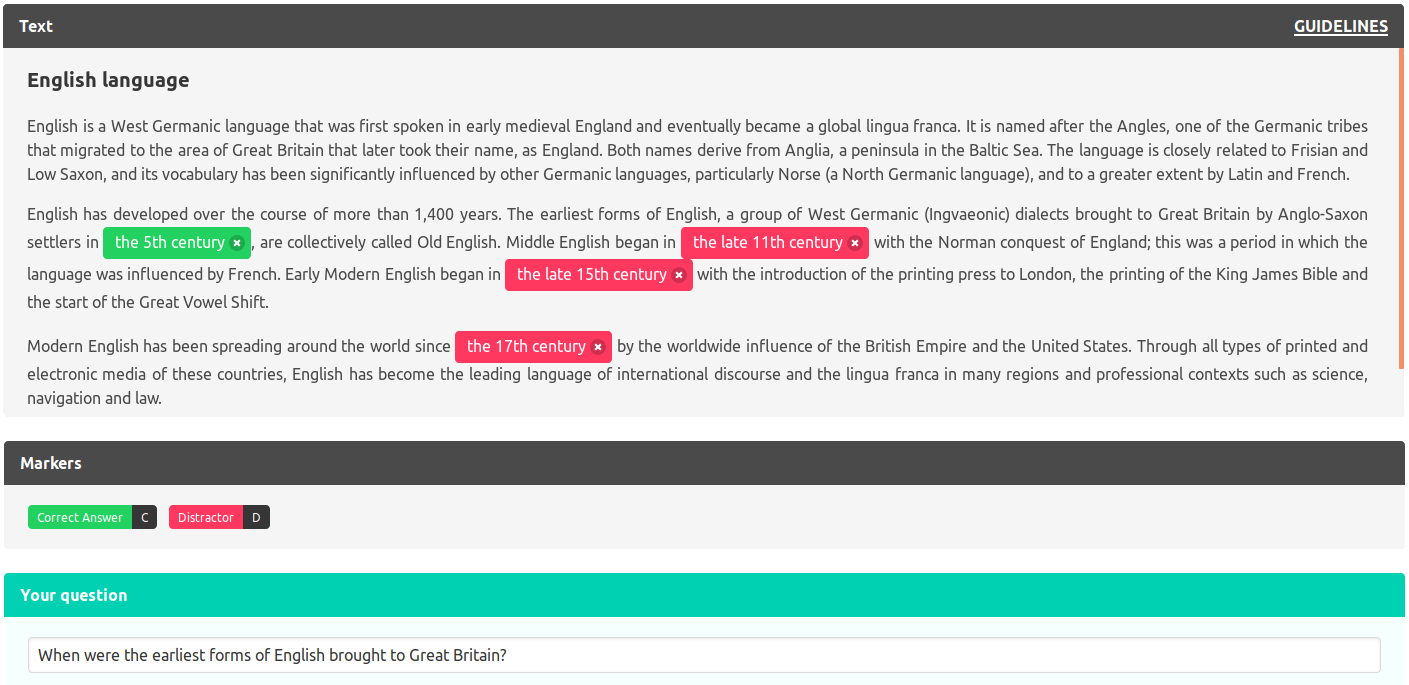 Text GUIDELINES
English language
English is a West Germanic language that was first spoken in early medieval England and eventually became a global lingua franca. It is named after the Angles, one of the Germanic tribes
that migrated to the area of Great Britain that later took their name, as England. Both names derive from Anglia, a peninsula in the Baltic Sea. The language is closely related to Frisian and
Low Saxon, and its vocabulary has been significantly influenced by other Germanic languages, particularly Norse (a North Germanic language), and to a greater extent by Latin and French.
English has developed over the course of more than 1,400 years. The earliest forms of English, a group of West Germanic (Ingvaeonic) dialects brought to Great Britain by Anglo-Saxon
settlers in the 5th century, are collectively called Old English. Middle English began in the late 11th century with the Norman conquest of England; this was a period in which the
language was influenced by French. Early Modern English began in the late 15th century with the introduction of the printing press to London, the printing of the King James Bible and
the start of the Great Vowel Shift.
Modern English has been spreading around the world since the 17th century by the worldwide influence of the British Empire and the United States. Through all types of printed and
electronic media of these countries, English has become the leading language of international discourse and the lingua franca in many regions and professional contexts such as science,
navigation and law.
Markers
Correct Answer C Distractor D
Your question
When were the earliest forms of English brought to Great Britain?